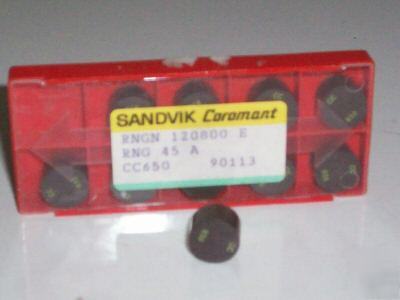 SANDVIK Coromant
RNGN 120800 E
RNG 45 A
CC650 90113